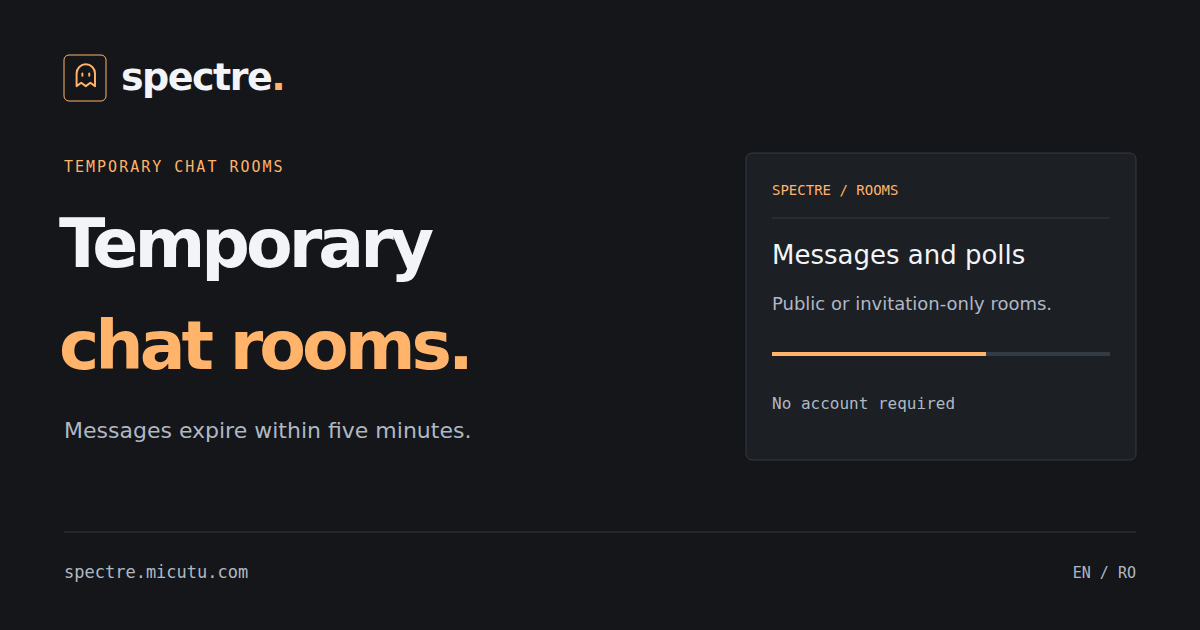 spectre.
TEMPORARY CHAT ROOMS
Temporary
chat rooms.
Messages expire within five minutes.
SPECTRE / ROOMS
Messages and polls
Public or invitation-only rooms.
No account required
spectre.micutu.com
EN / RO